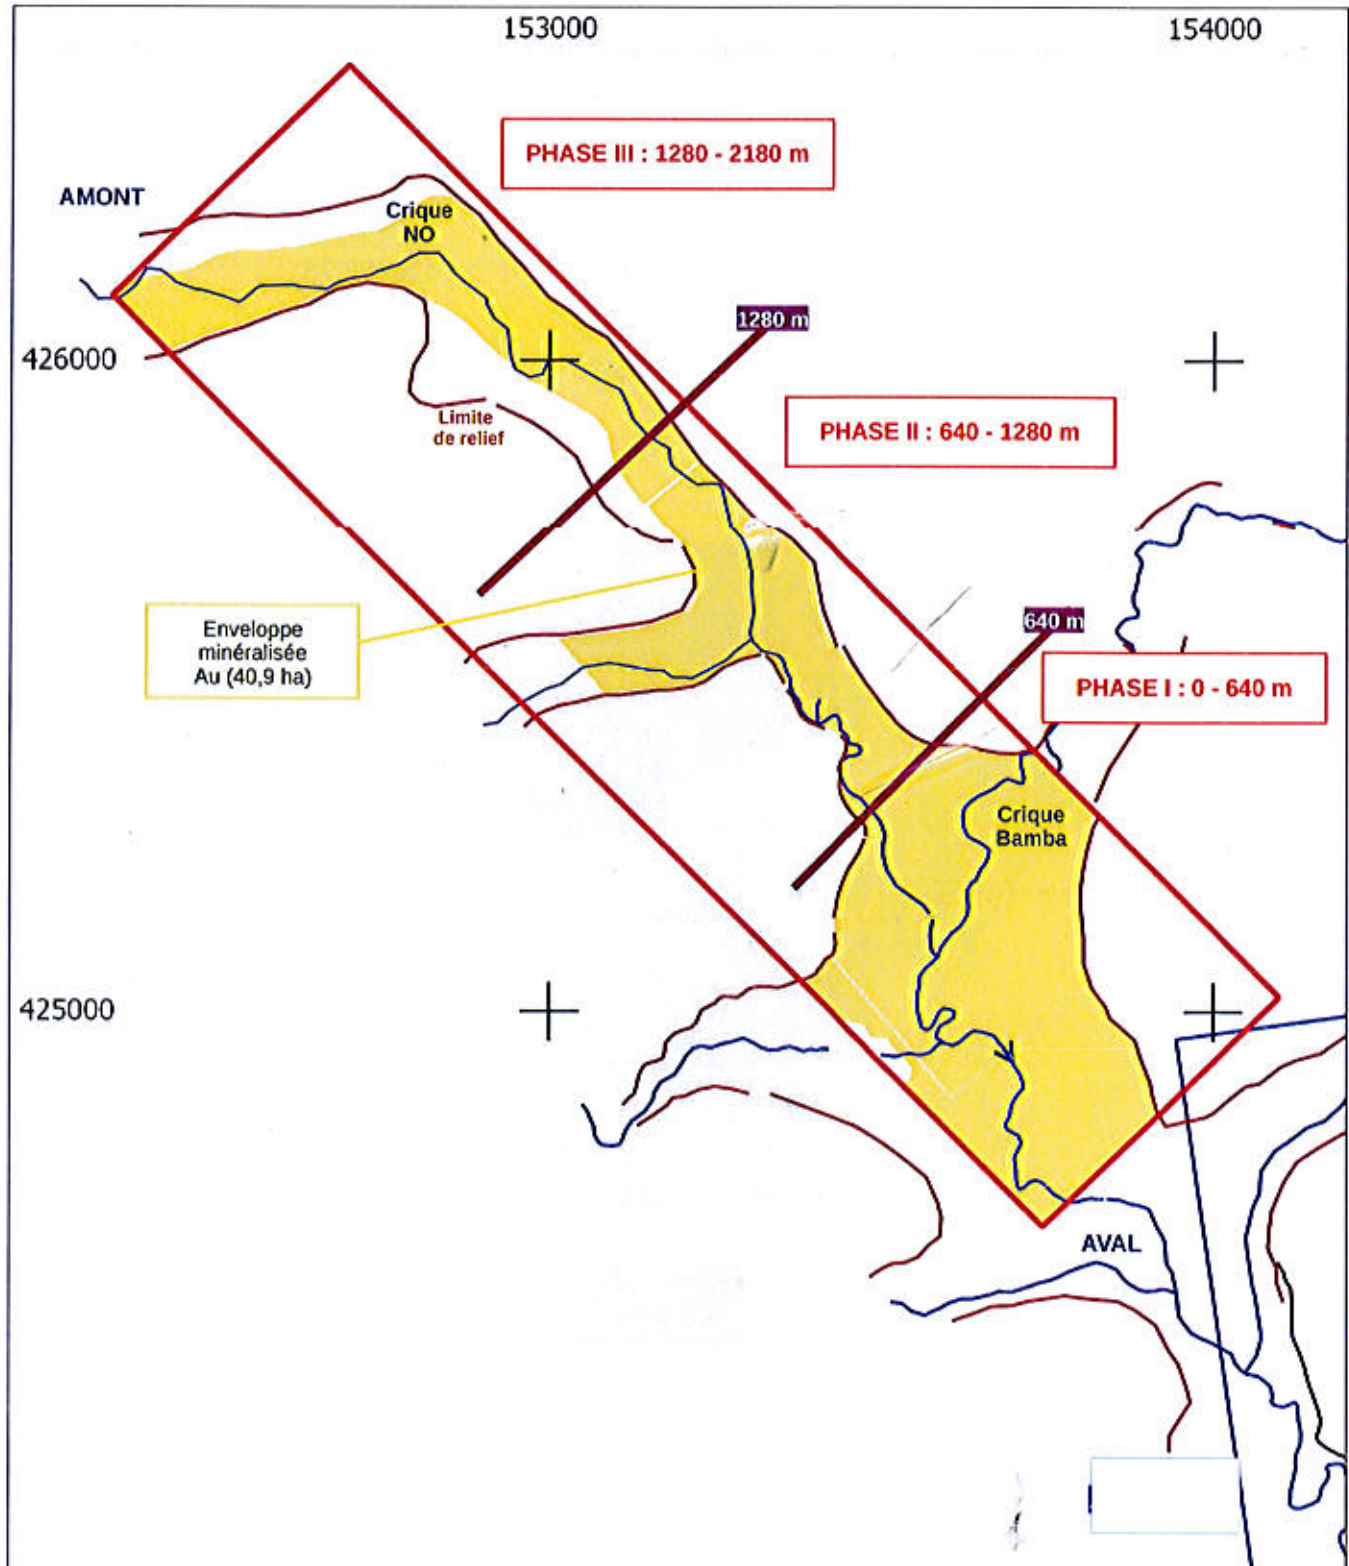 153000
154000
PHASE III : 1280 - 2180 m
AMONT
Crique
NO
1280 m
426000
Limite
de relief
PHASE II : 640 - 1280 m
Enveloppe
minéralisée
Au (40,9 ha)
640 m
PHASE I : 0 - 640 m
Crique
Bamba
425000
AVAL